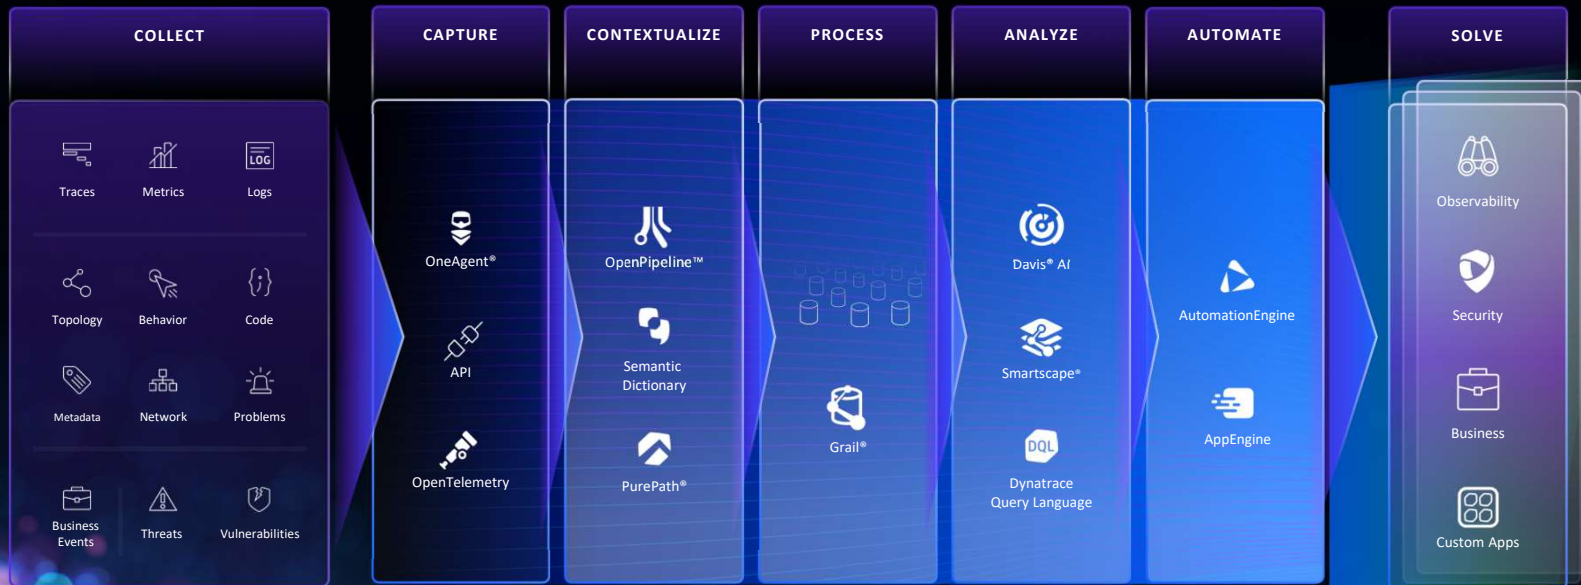 COLLECT
CAPTURE
CONTEXTUALIZE
PROCESS
ANALYZE
AUTOMATE
SOLVE
Traces
Metrics
LOG
Logs
Topology
Behavior
{;}
Code
Metadata
Network
Problems
Business
Events
Threats
Vulnerabilities
OneAgent®
API
OpenTelemetry
OpenPipeline™
Semantic
Dictionary
PurePath®
Grail®
Davis® AI
Smartscape®
DQL
Dynatrace
Query Language
AutomationEngine
AppEngine
Observability
Security
Business
Custom Apps